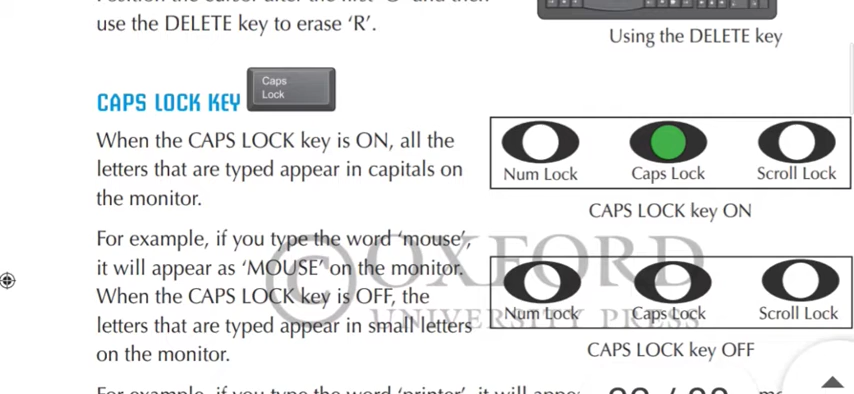 use the DELETE key to erase ‘R’.
Using the DELETE key
CAPS LOCK KEY
Caps
Lock
When the CAPS LOCK key is ON, all the
letters that are typed appear in capitals on
the monitor.
Num Lock Caps Lock Scroll Lock
CAPS LOCK key ON
For example, if you type the word ‘mouse’,
it will appear as ‘MOUSE’ on the monitor.
When the CAPS LOCK key is OFF, the
letters that are typed appear in small letters
on the monitor.
© OXFORD
UNIVERSITY PRESS
Num Lock Caps Lock Scroll Lock
CAPS LOCK key OFF
For example, if you type the word ‘printer’, it will